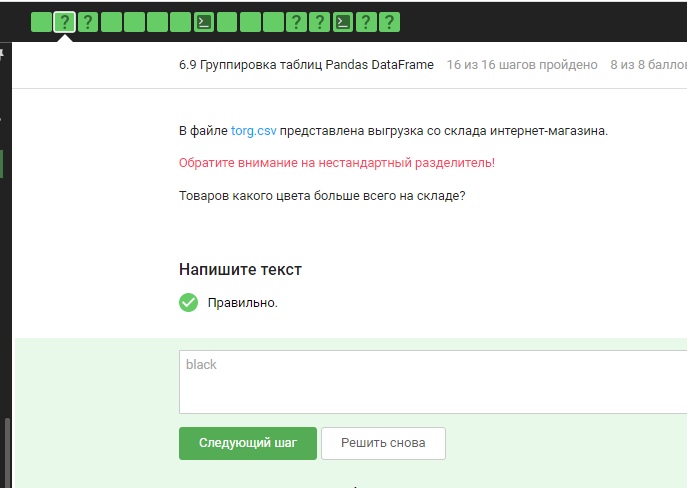 6.9 Группировка таблиц Pandas DataFrame 16 из 16 шагов пройдено 8 из 8
В файле torg.csv представлена выгрузка со склада интернет-магазина.
Обратите внимание на нестандартный разделитель!
Товаров какого цвета больше всего на складе?
Напишите текст
Правильно.
black
Следующий шаг Решить снова